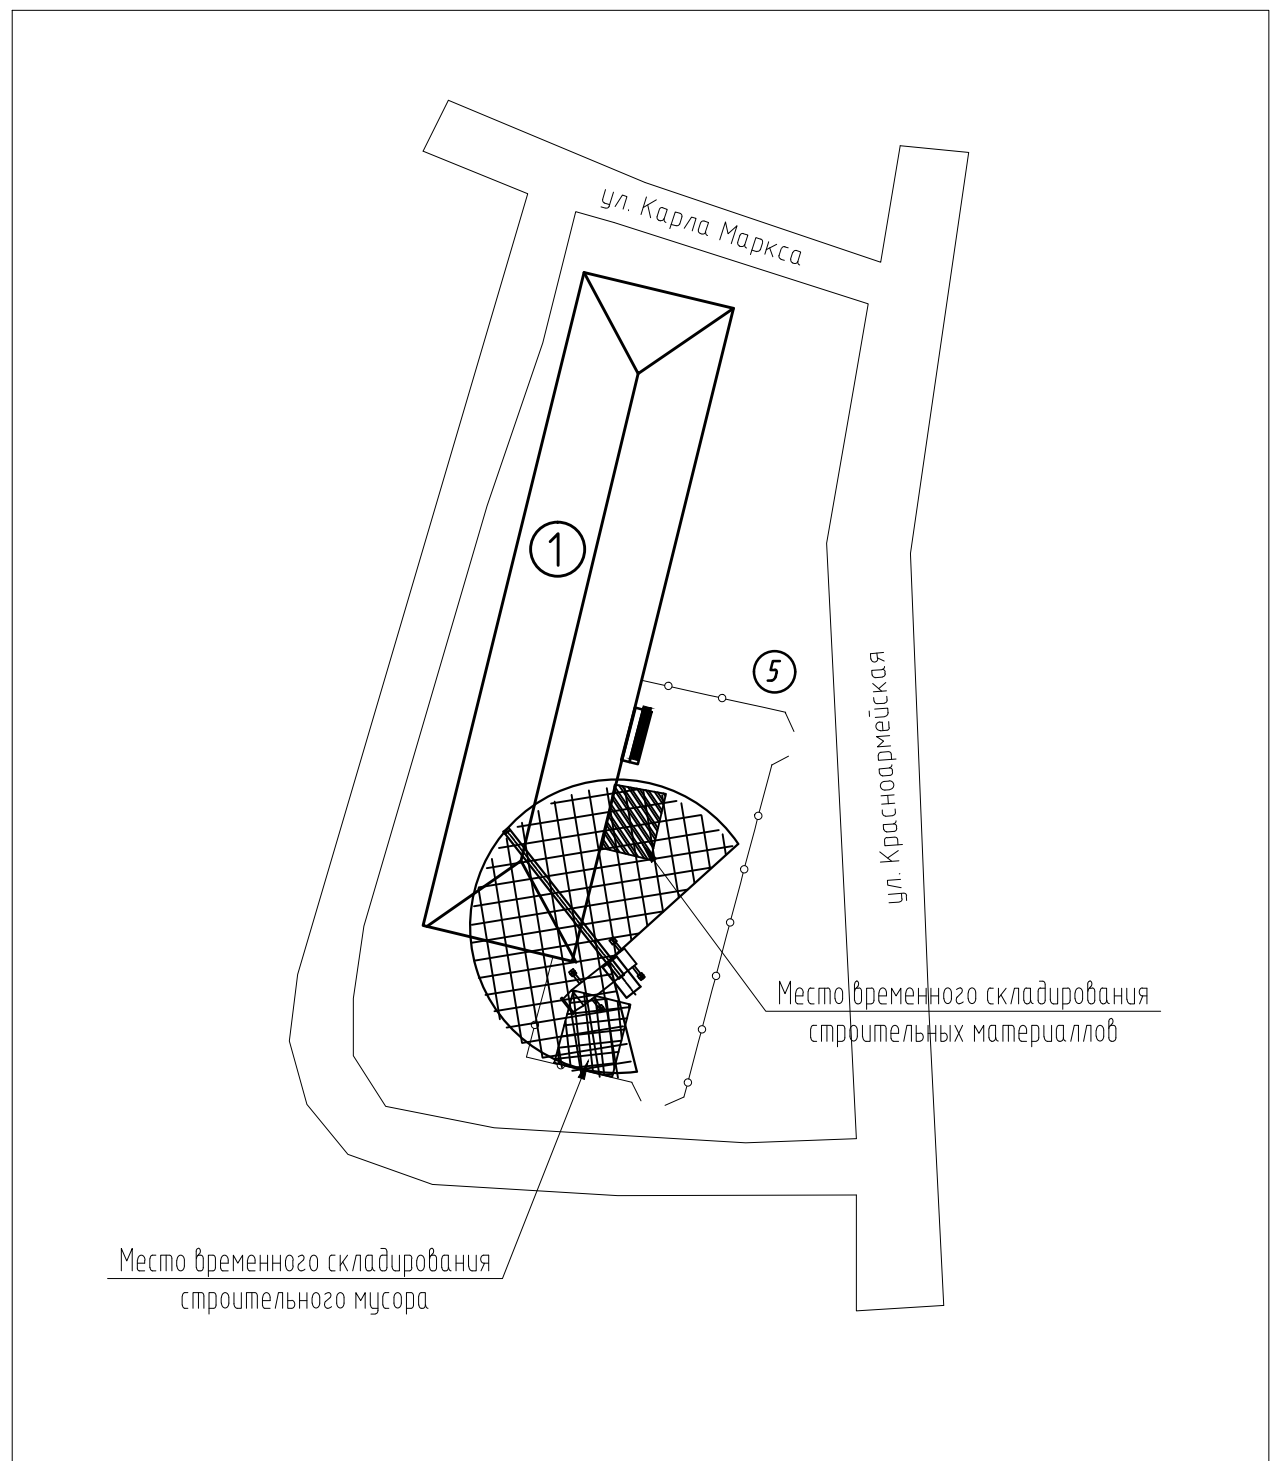 ул. Карла Маркса
1
5
ул. Красноармейская
Место временного складирования
строительных материаллов
Место временного складирования
строительного мусора